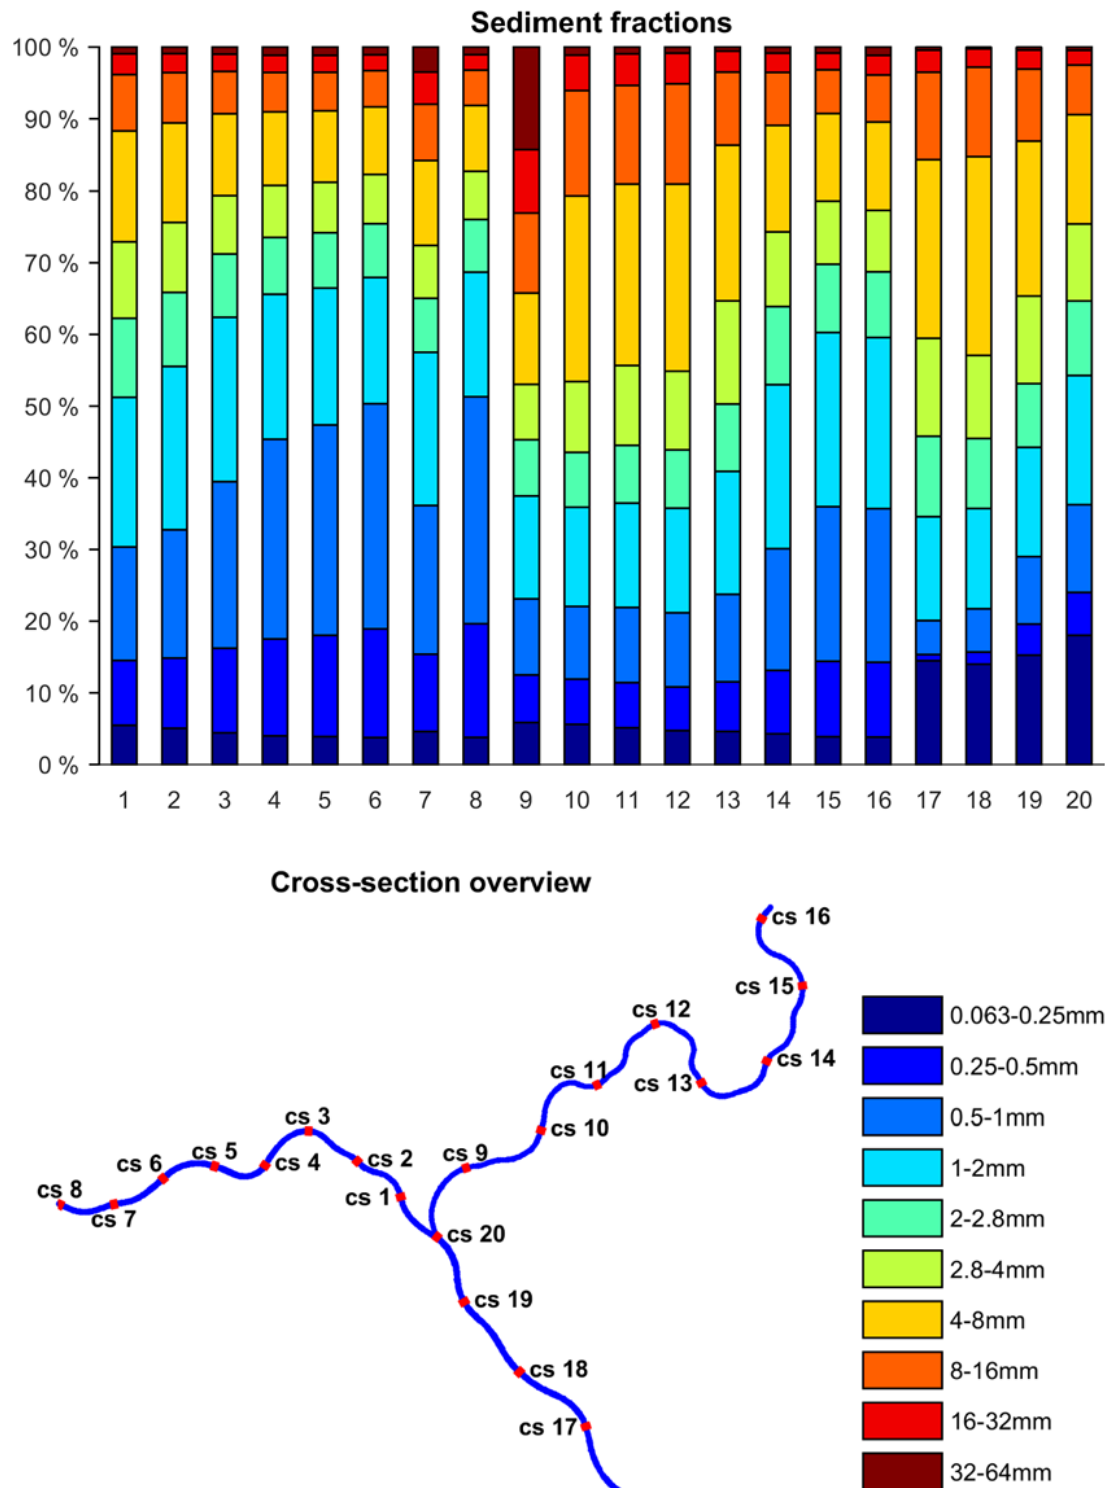 Sediment fractions
100 %
90 %
80 %
70 %
60 %
50 %
40 %
30 %
20 %
10 %
0 %
1 2 3 4 5 6 7 8 9 10 11 12 13 14 15 16 17 18 19 20
Cross-section overview
cs 16
cs 15
cs 12
cs 14
cs 11
cs 13
cs 10
cs 3
cs 9
cs 2
cs 5
cs 4
cs 6
cs 8
cs 1
cs 7
cs 20
cs 19
cs 18
cs 17
0.063-0.25mm
0.25-0.5mm
0.5-1mm
1-2mm
2-2.8mm
2.8-4mm
4-8mm
8-16mm
16-32mm
32-64mm